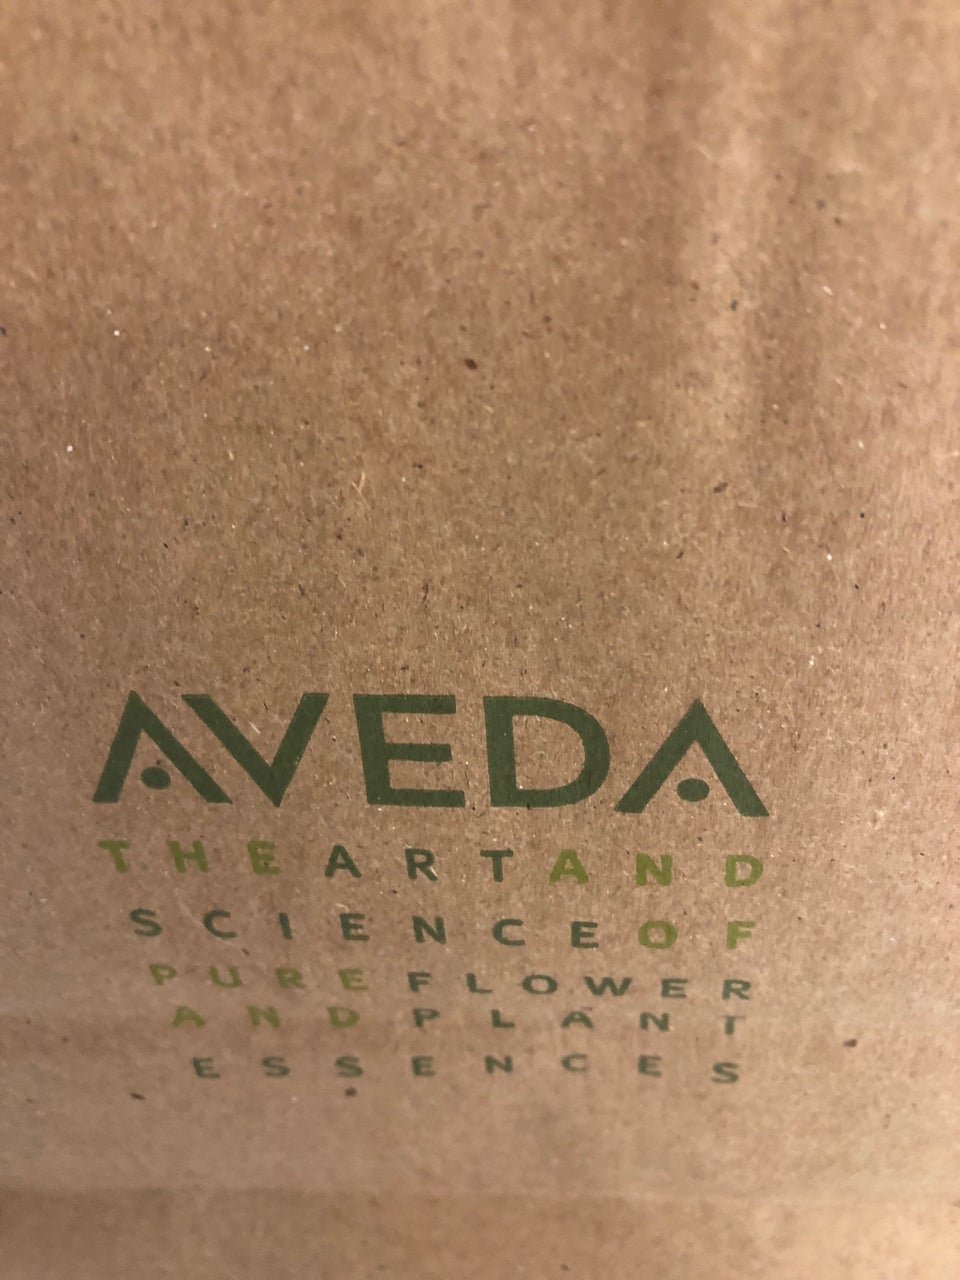 AVEDA
THEARTAND
SCIENCEOF
PUREFLOWER
ANDPLANT
ESSENCES